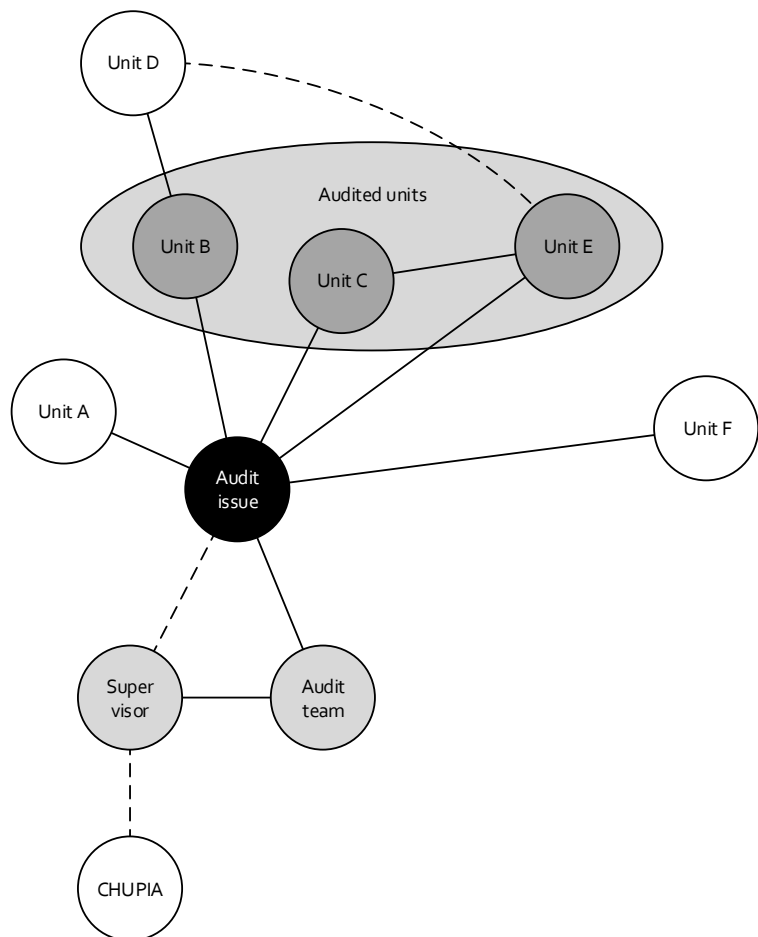 Unit D
Audited units
Unit B
Unit C
Unit E
Unit A
Unit F
Audit
issue
Super
visor
Audit
team
CHUPIA